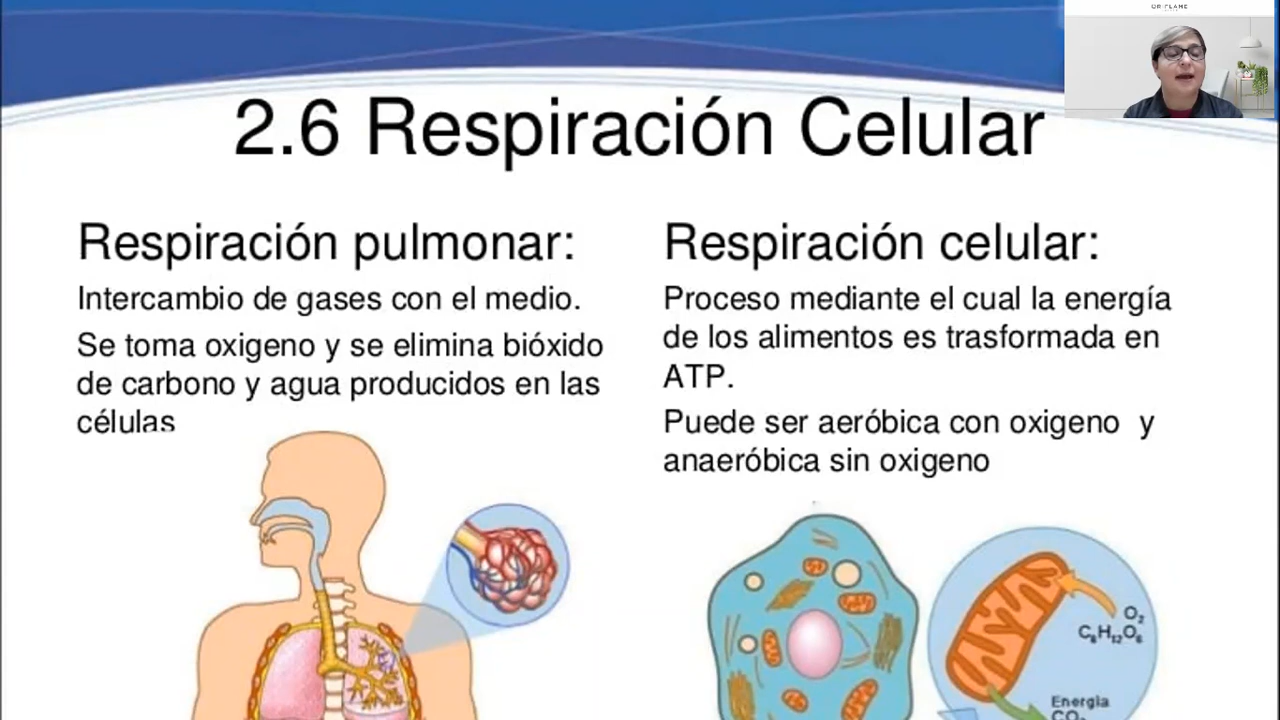 ORIFLAME
2.6 Respiración Celular
Respiración pulmonar:
Intercambio de gases con el medio.
Se toma oxigeno y se elimina bióxido
de carbono y agua producidos en las
células
Respiración celular:
Proceso mediante el cual la energía
de los alimentos es trasformada en
ATP.
Puede ser aeróbica con oxigeno y
anaeróbica sin oxigeno
O₂
C₆H₁₂O₆
Energía
CO₂